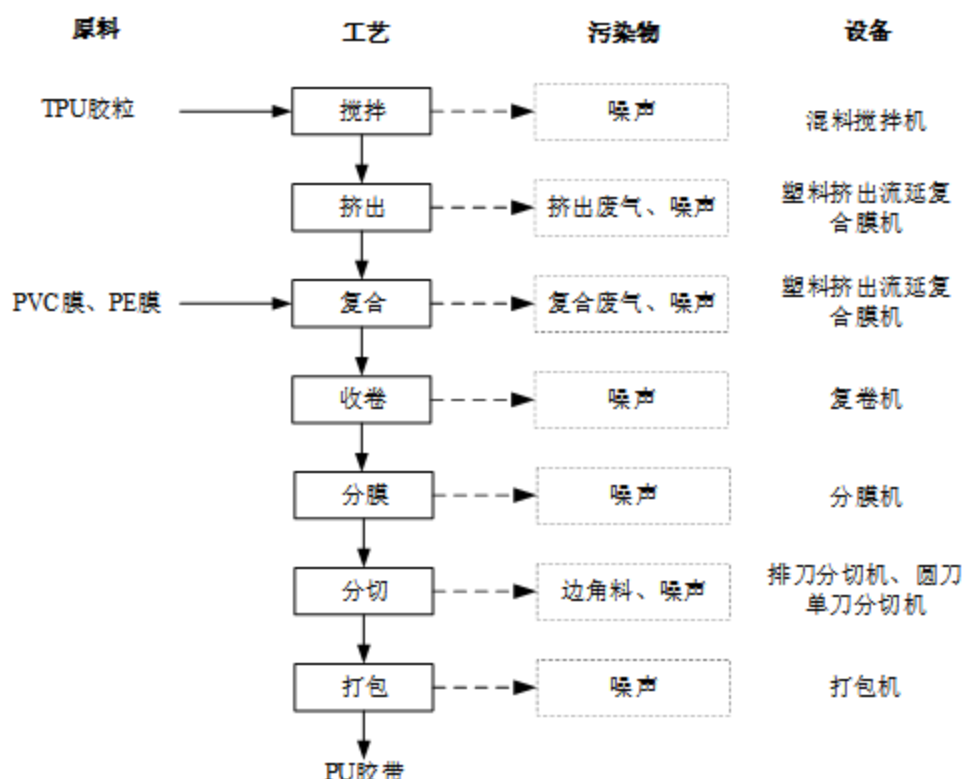 原料 工艺 污染物 设备
TPU胶粒 搅拌 噪声 混料搅拌机
挤出 挤出废气、噪声 塑料挤出流延复
合膜机
PVC膜、PE膜 复合 复合废气、噪声 塑料挤出流延复
合膜机
收卷 噪声 复卷机
分膜 噪声 分膜机
分切 边角料、噪声 排刀分切机、圆刀
单刀分切机
打包 噪声 打包机
PU胶带